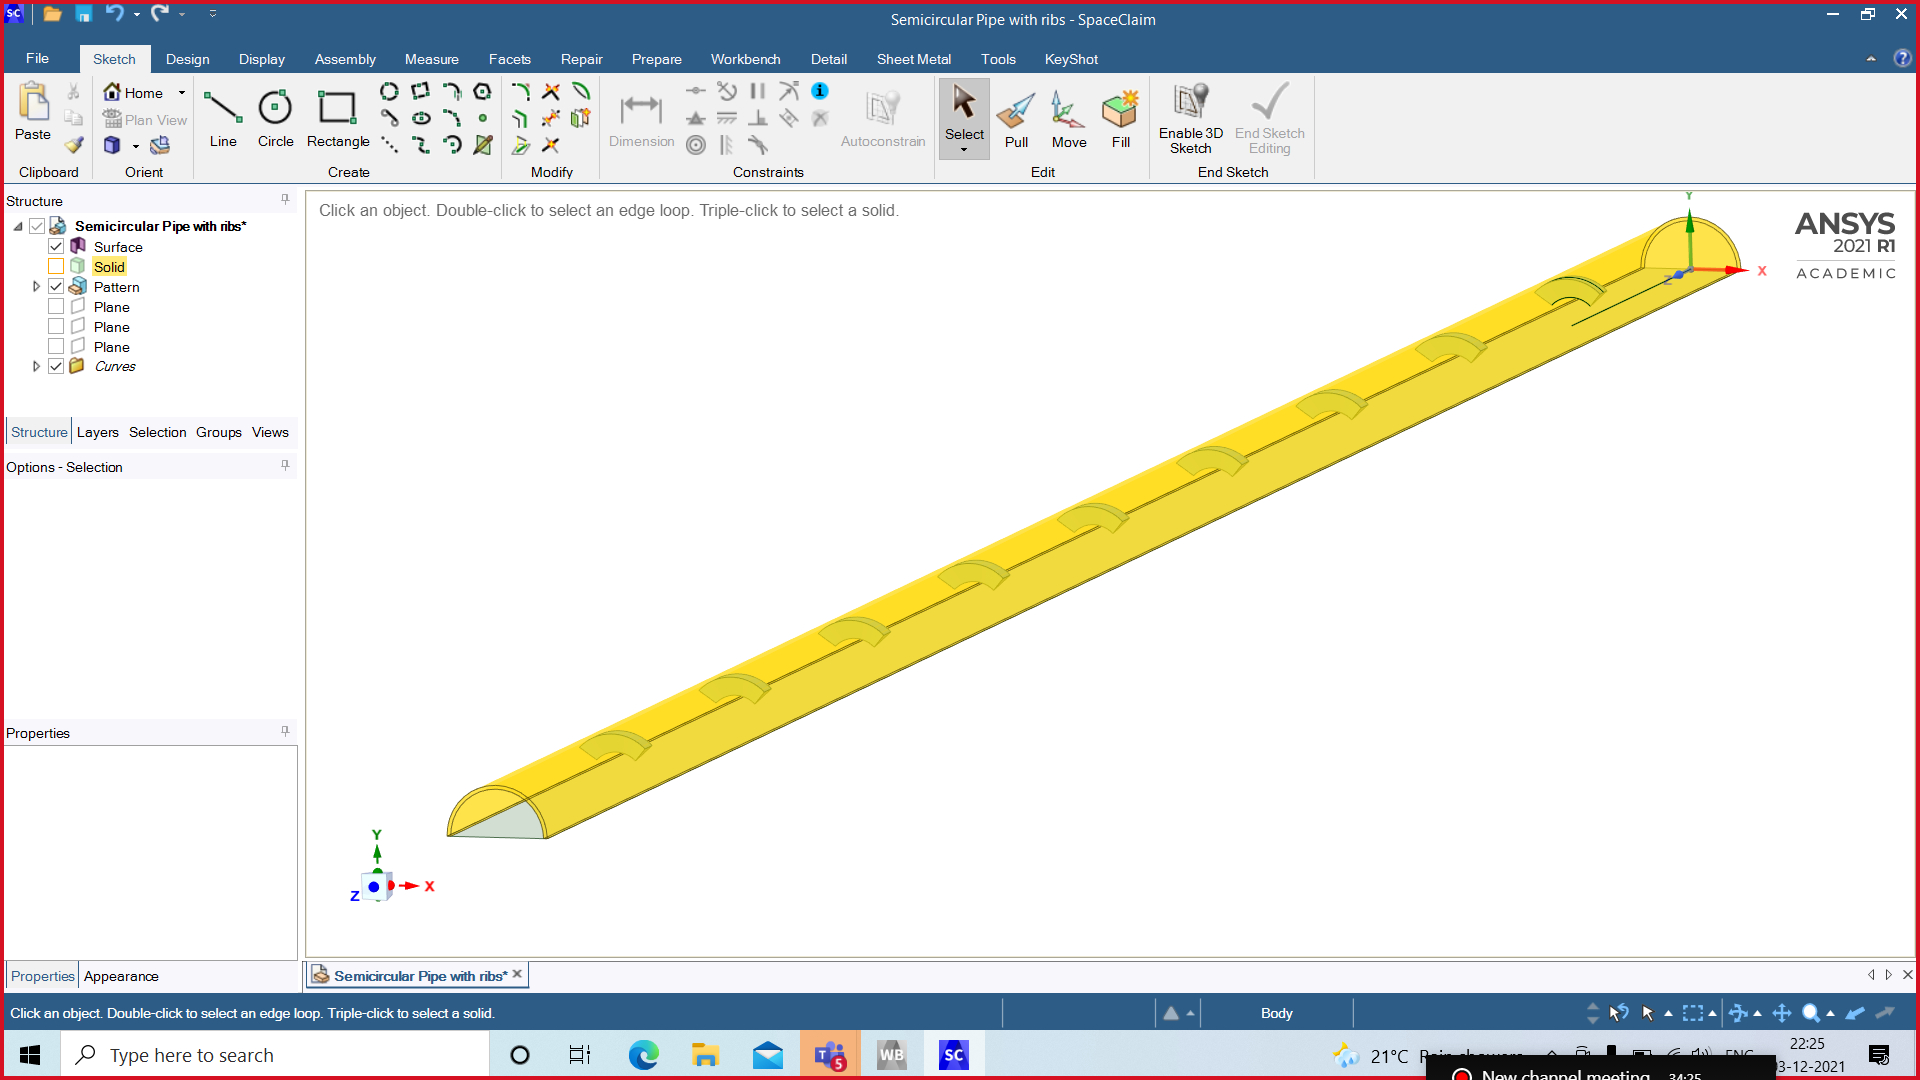 SC
Semicircular Pipe with ribs - SpaceClaim
File Sketch Design Display Assembly Measure Facets Repair Prepare Workbench Detail Sheet Metal Tools KeyShot
Paste
Home
Plan View
Line Circle Rectangle
Dimension
Autoconstrain
Select Pull Move Fill
Enable 3D Sketch
End Sketch Editing
Clipboard Orient Create Modify Constraints Edit End Sketch
Structure
Semicircular Pipe with ribs*
Surface
Solid
Pattern
Plane
Plane
Plane
Curves
Structure Layers Selection Groups Views
Options - Selection
Properties
Properties Appearance
Click an object. Double-click to select an edge loop. Triple-click to select a solid.
Y
X
Z
ANSYS
2021 R1
ACADEMIC
Y
X
Z
Semicircular Pipe with ribs*
Click an object. Double-click to select an edge loop. Triple-click to select a solid.
Body
Type here to search
T 5
WB
SC
21°C
22:25
3-12-2021
New channel meeting 34:25